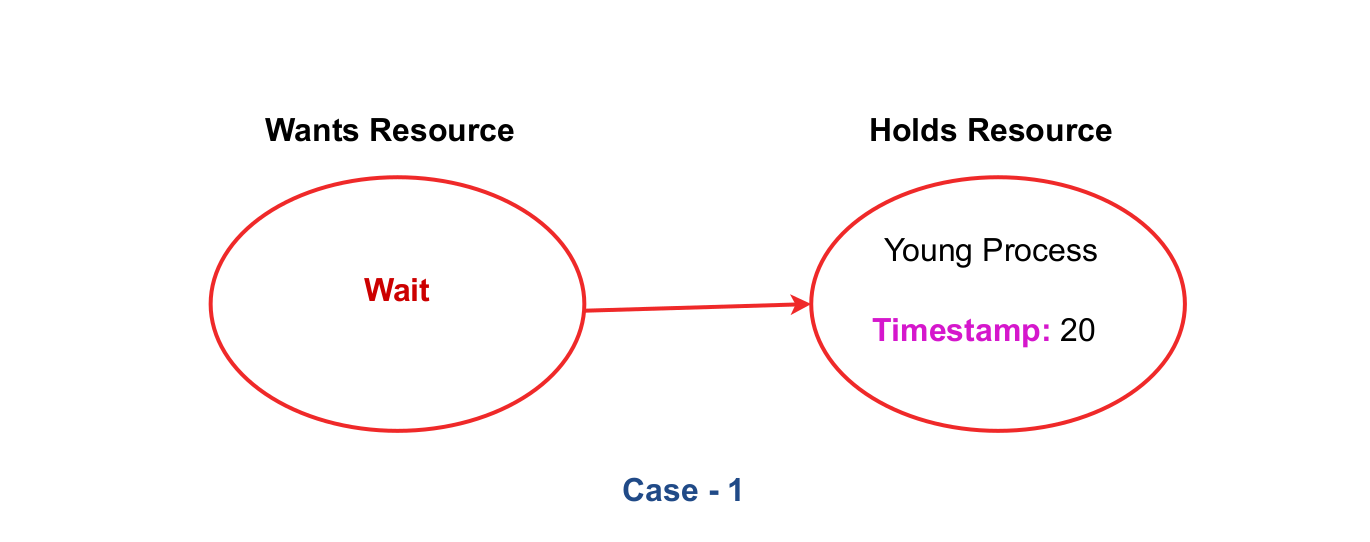 Wants Resource
Holds Resource
Wait
Young Process
Timestamp: 20
Case - 1